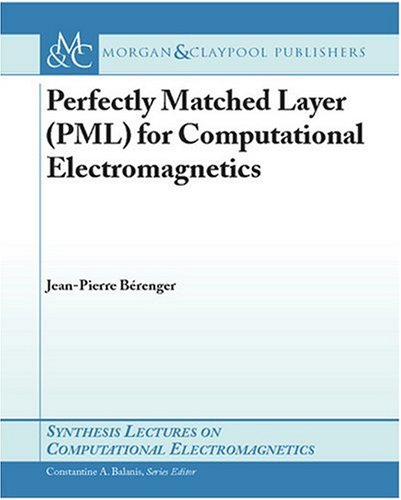 M&C
MORGAN & CLAYPOOL PUBLISHERS
Perfectly Matched Layer
(PML) for Computational
Electromagnetics
Jean-Pierre Bérenger
SYNTHESIS LECTURES ON
COMPUTATIONAL ELECTROMAGNETICS
Constantine A. Balanis, Series Editor